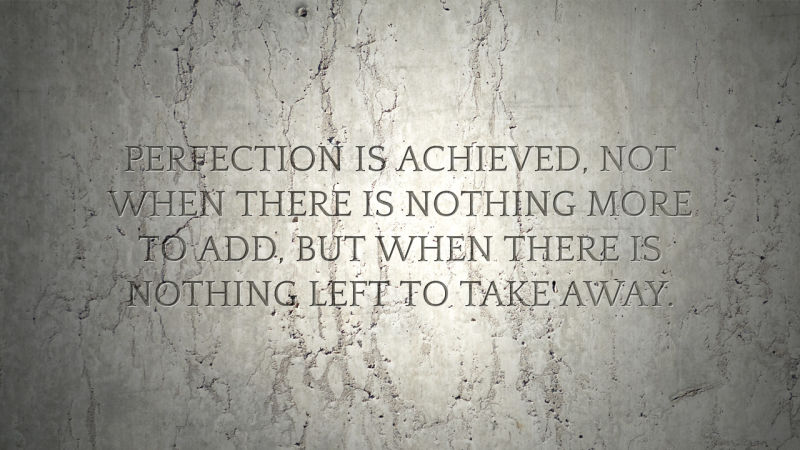 PERFECTION IS ACHIEVED, NOT
WHEN THERE IS NOTHING MORE
TO ADD, BUT WHEN THERE IS
NOTHING LEFT TO TAKE AWAY.